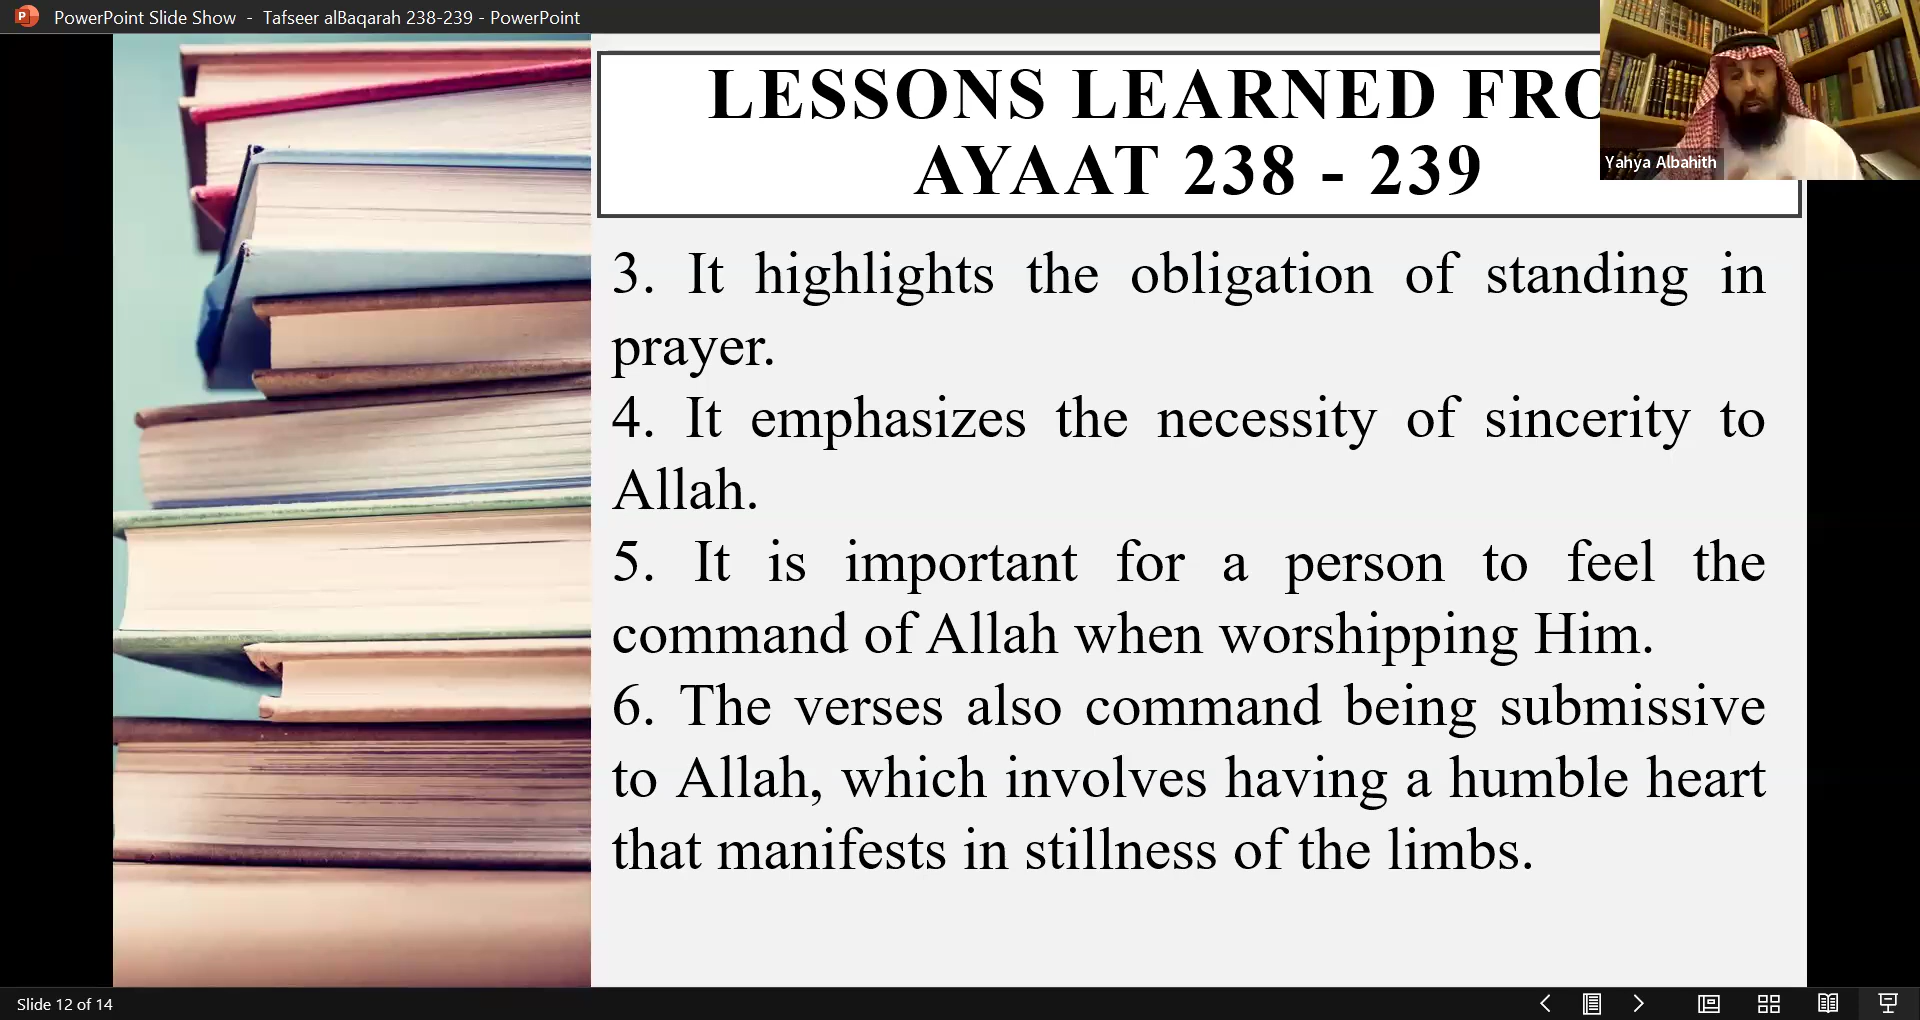 PowerPoint Slide Show - Tafseer alBaqarah 238-239 - PowerPoint
LESSONS LEARNED FRO
AYAAT 238 - 239
Yahya Albahith
3. It highlights the obligation of standing in
prayer.
4. It emphasizes the necessity of sincerity to
Allah.
5. It is important for a person to feel the
command of Allah when worshipping Him.
6. The verses also command being submissive
to Allah, which involves having a humble heart
that manifests in stillness of the limbs.
Slide 12 of 14